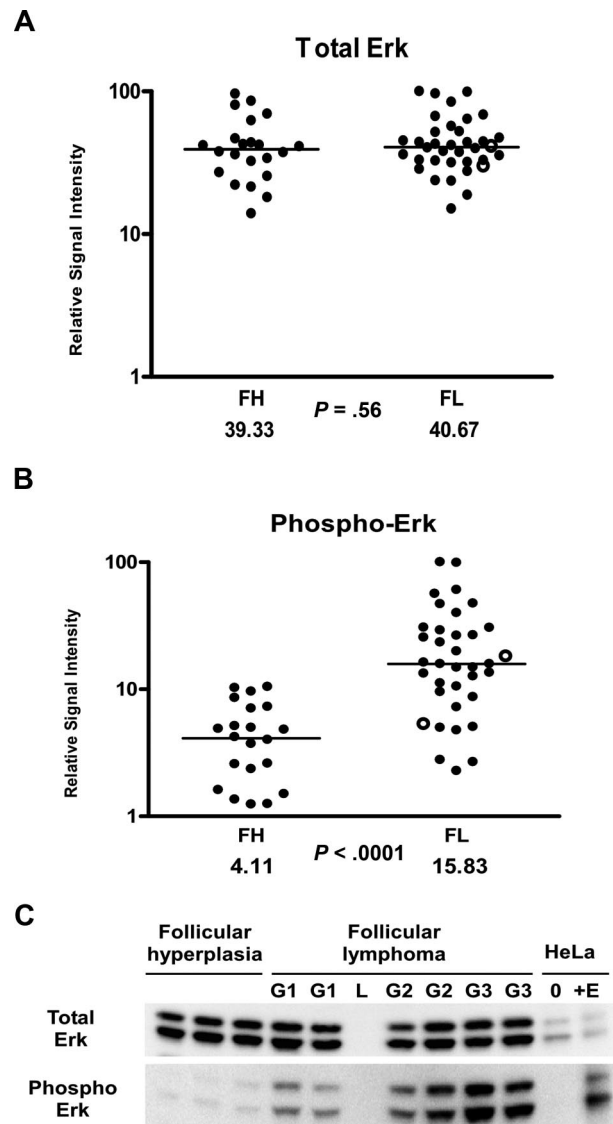 A
Total Erk
Relative Signal Intensity
100
10
1
FH
FL
P = .56
39.33
40.67
B
Phospho-Erk
Relative Signal Intensity
100
10
1
FH
FL
P < .0001
4.11
15.83
C
Follicular
hyperplasia
Follicular
lymphoma
HeLa
G1 G1 L G2 G2 G3 G3 0 +E
Total
Erk
Phospho
Erk